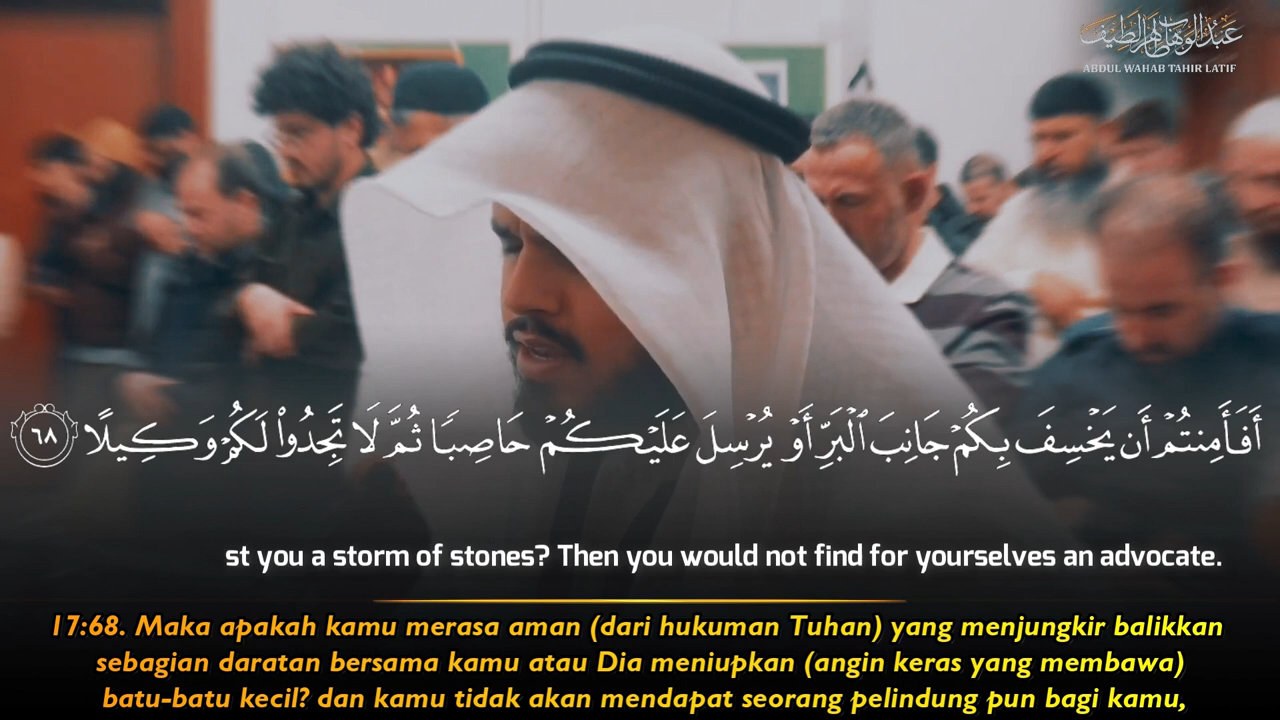 عبد الوهاب طاهر لطيف
ABDUL WAHAB TAHIR LATIF
أَفَأَمِنتُمۡ أَن يَخۡسِفَ بِكُمۡ جَانِبَ ٱلۡبَرِّ أَوۡ يُرۡسِلَ عَلَيۡكُمۡ حَاصِبٗا ثُمَّ لَا تَجِدُواْ لَكُمۡ وَكِيلًا ٦٨
st you a storm of stones? Then you would not find for yourselves an advocate.
17:68. Maka apakah kamu merasa aman (dari hukuman Tuhan) yang menjungkir balikkan
sebagian daratan bersama kamu atau Dia meniupkan (angin keras yang membawa)
batu-batu kecil? dan kamu tidak akan mendapat seorang pelindung pun bagi kamu,